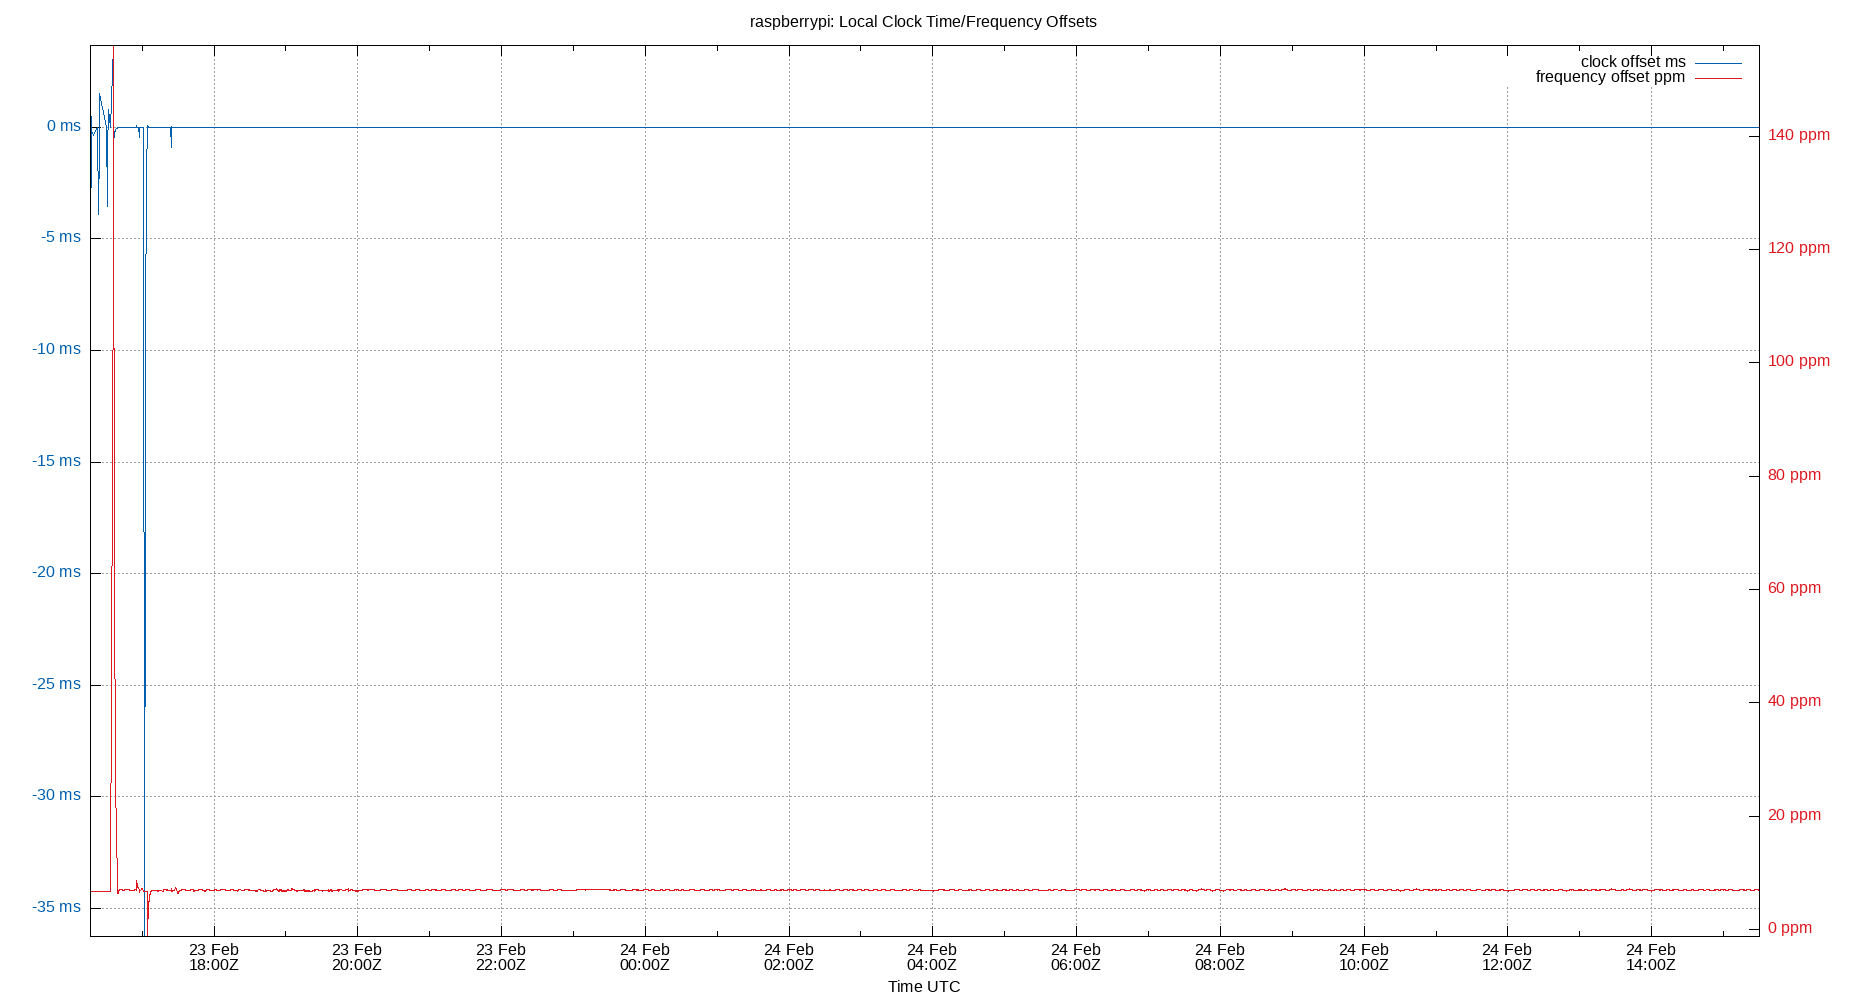 raspberrypi: Local Clock Time/Frequency Offsets
clock offset ms
frequency offset ppm
0 ms
-5 ms
-10 ms
-15 ms
-20 ms
-25 ms
-30 ms
-35 ms
140 ppm
120 ppm
100 ppm
80 ppm
60 ppm
40 ppm
20 ppm
0 ppm
23 Feb 23 Feb 23 Feb 24 Feb 24 Feb 24 Feb 24 Feb 24 Feb 24 Feb 24 Feb 24 Feb
18:00Z 20:00Z 22:00Z 00:00Z 02:00Z 04:00Z 06:00Z 08:00Z 10:00Z 12:00Z 14:00Z
Time UTC